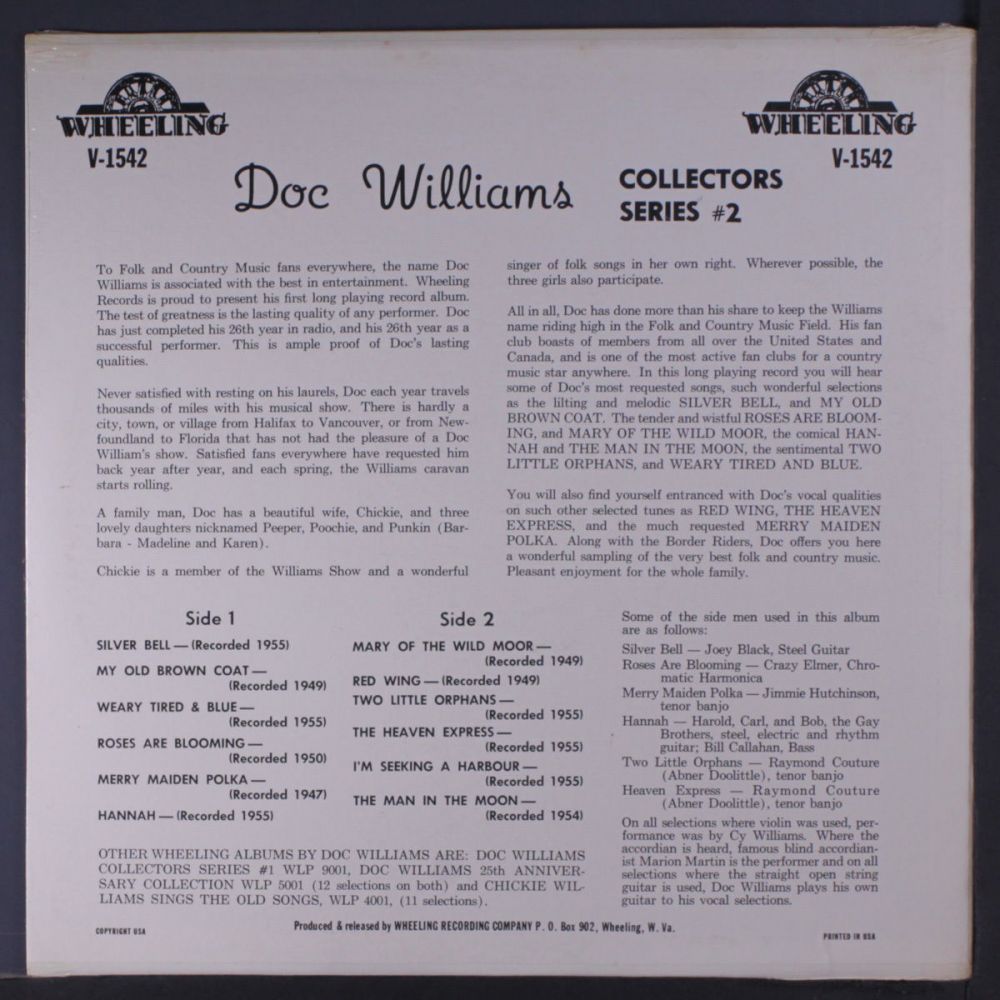 WHEELING
V-1542
WHEELING
V-1542
Doc Williams
COLLECTORS
SERIES #2
To Folk and Country Music fans everywhere, the name Doc
Williams is associated with the best in entertainment. Wheeling
Records is proud to present his first long playing record album.
The test of greatness is the lasting quality of any performer. Doc
has just completed his 26th year in radio, and his 26th year as a
successful performer. This is ample proof of Doc's lasting
qualities.
Never satisfied with resting on his laurels, Doc each year travels
thousands of miles with his musical show. There is hardly a
city, town, or village from Halifax to Vancouver, or from New-
foundland to Florida that has not had the pleasure of a Doc
William's show. Satisfied fans everywhere have requested him
back year after year, and each spring, the Williams caravan
starts rolling.
A family man, Doc has a beautiful wife, Chickie, and three
lovely daughters nicknamed Peeper, Poochie, and Punkin (Bar-
bara - Madeline and Karen).
Chickie is a member of the Williams Show and a wonderful
singer of folk songs in her own right. Wherever possible, the
three girls also participate.
All in all, Doc has done more than his share to keep the Williams
name riding high in the Folk and Country Music Field. His fan
club boasts of members from all over the United States and
Canada, and is one of the most active fan clubs for a country
music star anywhere. In this long playing record you will hear
some of Doc's most requested songs, such wonderful selections
as the lilting and melodic SILVER BELL, and MY OLD
BROWN COAT. The tender and wistful ROSES ARE BLOOM-
ING, and MARY OF THE WILD MOOR, the comical HAN-
NAH and THE MAN IN THE MOON, the sentimental TWO
LITTLE ORPHANS, and WEARY TIRED AND BLUE.
You will also find yourself entranced with Doc's vocal qualities
on such other selected tunes as RED WING, THE HEAVEN
EXPRESS, and the much requested MERRY MAIDEN
POLKA. Along with the Border Riders, Doc offers you here
a wonderful sampling of the very best folk and country music.
Pleasant enjoyment for the whole family.
Side 1
SILVER BELL — (Recorded 1955)
MY OLD BROWN COAT —
(Recorded 1949)
WEARY TIRED & BLUE —
(Recorded 1955)
ROSES ARE BLOOMING —
(Recorded 1950)
MERRY MAIDEN POLKA —
(Recorded 1947)
HANNAH — (Recorded 1955)
Side 2
MARY OF THE WILD MOOR —
(Recorded 1949)
RED WING — (Recorded 1949)
TWO LITTLE ORPHANS —
(Recorded 1955)
THE HEAVEN EXPRESS —
(Recorded 1955)
I'M SEEKING A HARBOUR —
(Recorded 1955)
THE MAN IN THE MOON —
(Recorded 1954)
Some of the side men used in this album
are as follows:
Silver Bell — Joey Black, Steel Guitar
Roses Are Blooming — Crazy Elmer, Chro-
matic Harmonica
Merry Maiden Polka — Jimmie Hutchinson,
tenor banjo
Hannah — Harold, Carl, and Bob, the Gay
Brothers, steel, electric and rhythm
guitar; Bill Callahan, Bass
Two Little Orphans — Raymond Couture
(Abner Doolittle), tenor banjo
Heaven Express — Raymond Couture
(Abner Doolittle), tenor banjo
On all selections where violin was used, per-
formance was by Cy Williams. Where the
accordian is heard, famous blind accordian-
ist Marion Martin is the performer and on all
selections where the straight open string
guitar is used, Doc Williams plays his own
guitar to his vocal selections.
OTHER WHEELING ALBUMS BY DOC WILLIAMS ARE: DOC WILLIAMS
COLLECTORS SERIES #1 WLP 9001, DOC WILLIAMS 25th ANNIVER-
SARY COLLECTION WLP 5001 (12 selections on both) and CHICKIE WIL-
LIAMS SINGS THE OLD SONGS, WLP 4001, (11 selections).
COPYRIGHT USA
Produced & released by WHEELING RECORDING COMPANY P. O. Box 902, Wheeling, W. Va.
PRINTED IN USA